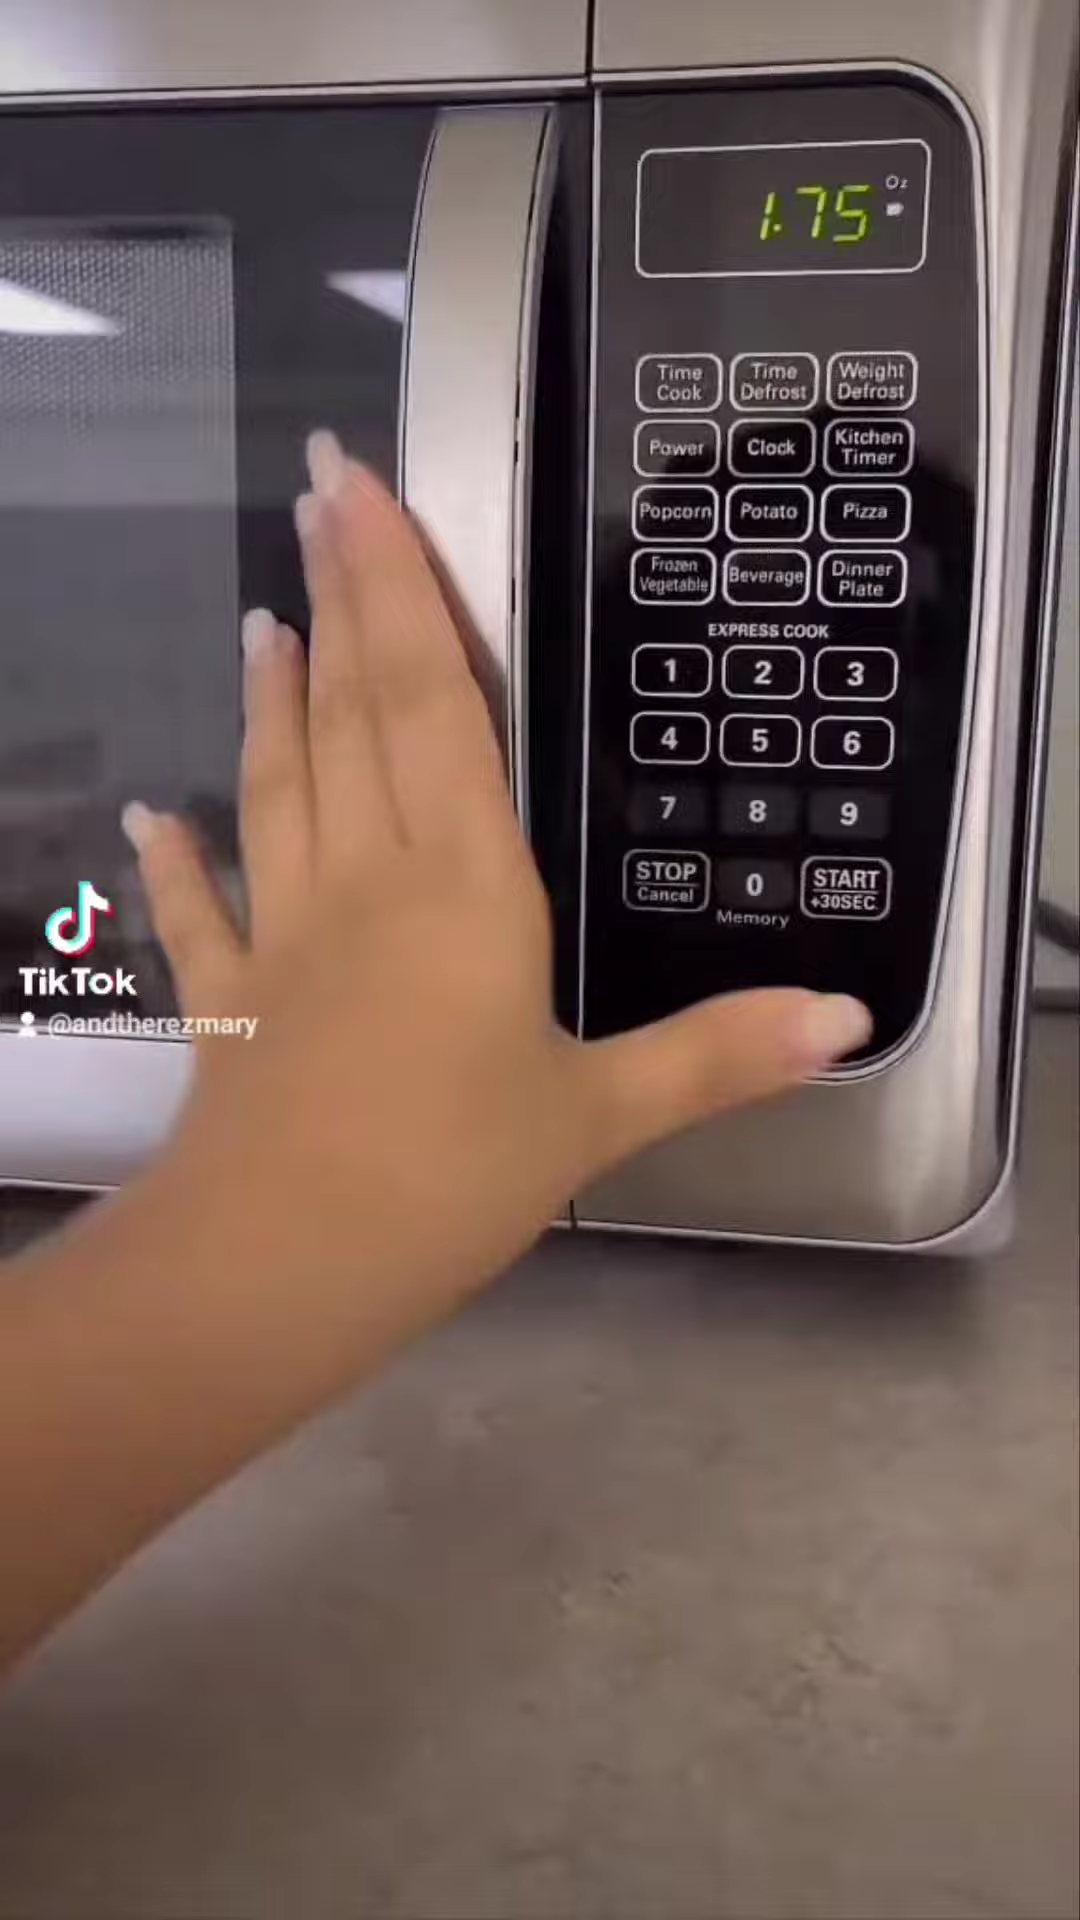 1.75 Oz
Time Cook
Time Defrost
Weight Defrost
Power
Clock
Kitchen Timer
Popcorn
Potato
Pizza
Frozen Vegetable
Beverage
Dinner Plate
EXPRESS COOK
1 2 3
4 5 6
7 8 9
STOP Cancel
0
START +30SEC
Memory
TikTok
@andtherezmary